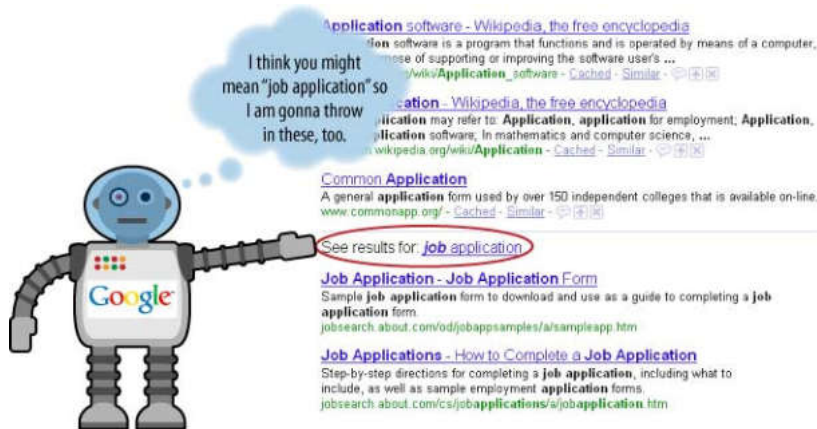 Application software - Wikipedia, the free encyclopedia
software is a program that functions and is operated by means of a computer,
of supporting or improving the software user's ...
/wiki/Application_software - Cached - Similar -
I think you might
mean "job application" so
I am gonna throw
in these, too.
- Wikipedia, the free encyclopedia
may refer to: Application, application for employment; Application,
software; In mathematics and computer science, ...
wikipedia.org/wiki/Application - Cached - Similar -
Common Application
A general application form used by over 150 independent colleges that is available on-line.
www.commonapp.org/ - Cached - Similar -
See results for: job application
Job Application - Job Application Form
Sample job application form to download and use as a guide to completing a job
application form.
jobsearch.about.com/od/jobappsamples/a/sampleapp.htm
Job Applications - How to Complete a Job Application
Step-by-step directions for completing a job application, including what to
include, as well as sample employment application forms.
jobsearch.about.com/cs/jobapplications/a/jobapplication.htm
Google